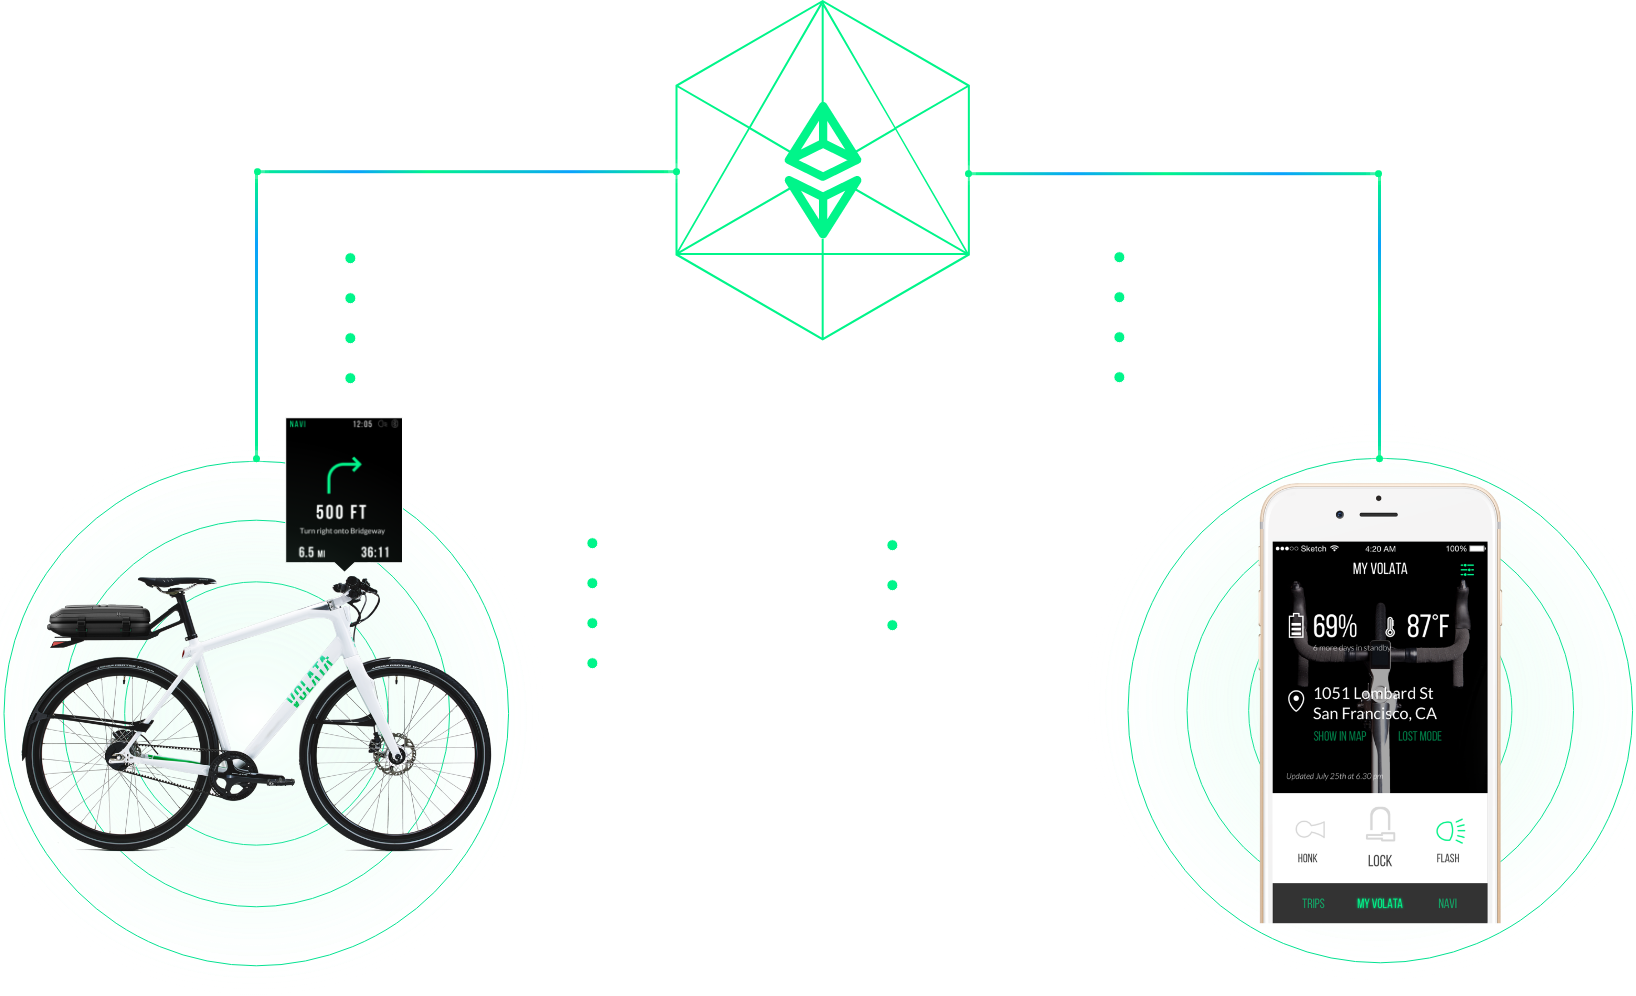 NAVI 12:05
500 FT
Turn right onto Bridgeway
6.5 MI 36:11
VOLATA
Sketch 4:20 AM 100%
MY VOLATA
69% 87°F
6 more days in standby
1051 Lombard St
San Francisco, CA
SHOW IN MAP LOST MODE
Updated July 25th at 6.30 pm
HONK LOCK FLASH
TRIPS MY VOLATA NAVI